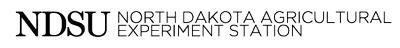 NDSU NORTH DAKOTA AGRICULTURAL
EXPERIMENT STATION